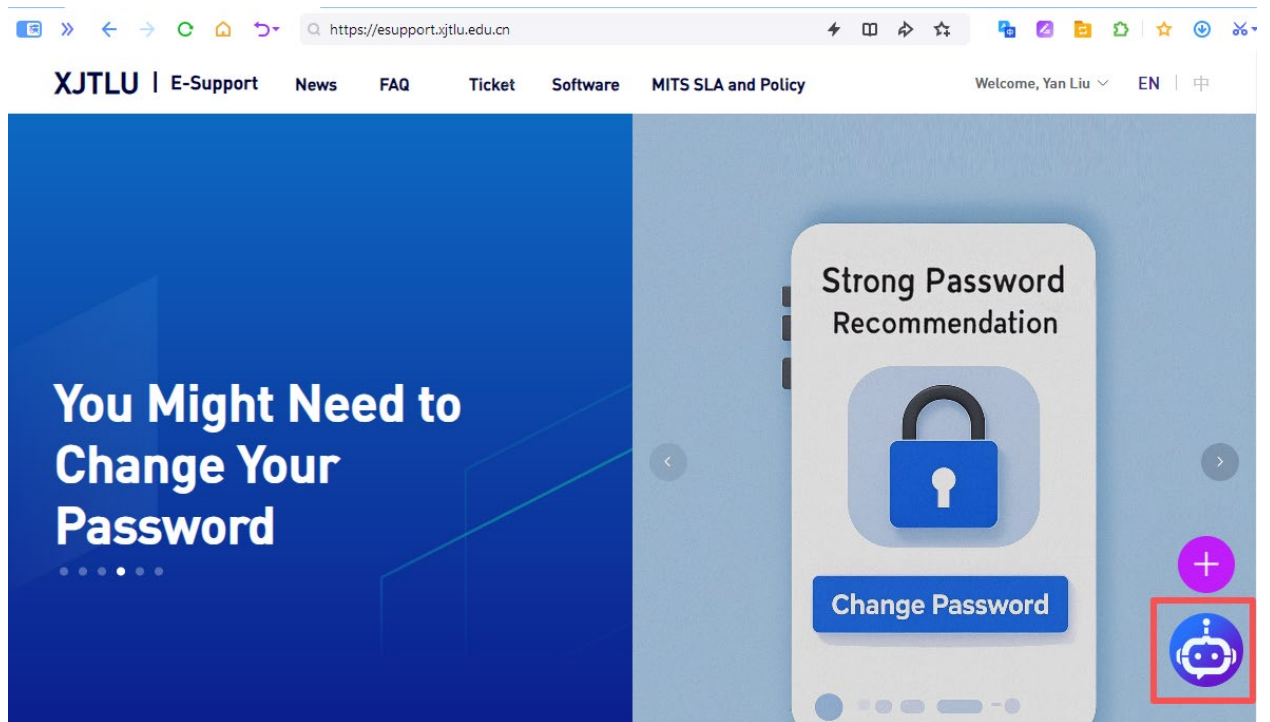 https://esupport.xjtlu.edu.cn
XJTLU | E-Support News FAQ Ticket Software MITS SLA and Policy Welcome, Yan Liu EN | 中
Strong Password
Recommendation
You Might Need to
Change Your
Password
Change Password